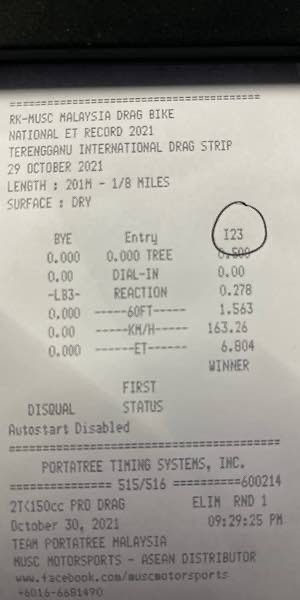 ==========================================
RK-MUSC MALAYSIA DRAG BIKE
NATIONAL ET RECORD 2021
TERENGGANU INTERNATIONAL DRAG STRIP
29 OCTOBER 2021
LENGTH : 201M - 1/8 MILES
SURFACE : DRY
BYE Entry I23
0.000 0.000 TREE 0.500
0.00 DIAL-IN 0.00
-LB3- REACTION 0.278
0.000 -----60FT----- 1.563
0.00 -----KM/H----- 163.26
0.000 ------ET------ 6.804
WINNER
FIRST
DISQUAL STATUS
Autostart Disabled
==========================================
PORTATREE TIMING SYSTEMS, INC.
=============== 515/516 ==========600214
2T<150cc PRO DRAG ELIM RND 1
October 30, 2021 09:29:25 PM
TEAM PORTATREE MALAYSIA
MUSC MOTORSPORTS - ASEAN DISTRIBUTOR
www.facebook.com/muscmotorsports
+6016-6681490